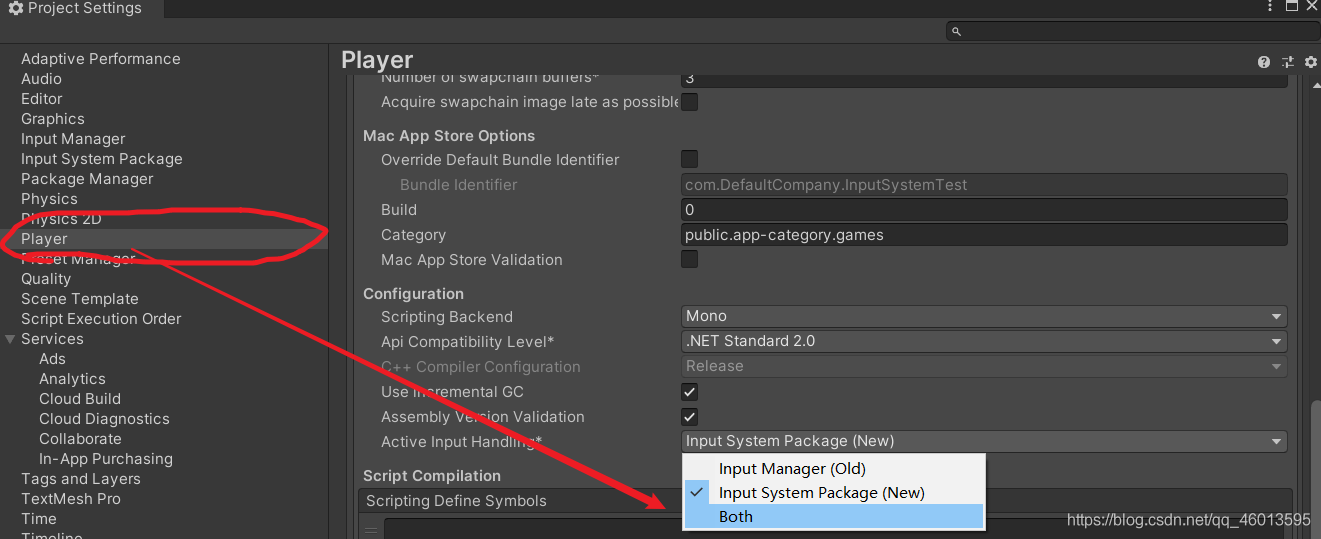 Project Settings
Adaptive Performance
Audio
Editor
Graphics
Input Manager
Input System Package
Package Manager
Physics
Physics 2D
Player
Preset Manager
Quality
Scene Template
Script Execution Order
Services
Ads
Analytics
Cloud Build
Cloud Diagnostics
Collaborate
In-App Purchasing
Tags and Layers
TextMesh Pro
Time
Timeline
Player
Number of swapchain buffers* 3
Acquire swapchain image late as possible
Mac App Store Options
Override Default Bundle Identifier
Bundle Identifier com.DefaultCompany.InputSystemTest
Build 0
Category public.app-category.games
Mac App Store Validation
Configuration
Scripting Backend Mono
Api Compatibility Level* .NET Standard 2.0
C++ Compiler Configuration Release
Use Incremental GC
Assembly Version Validation
Active Input Handling* Input System Package (New)
Input Manager (Old)
Input System Package (New)
Both
Script Compilation
Scripting Define Symbols
https://blog.csdn.net/qq_46013595